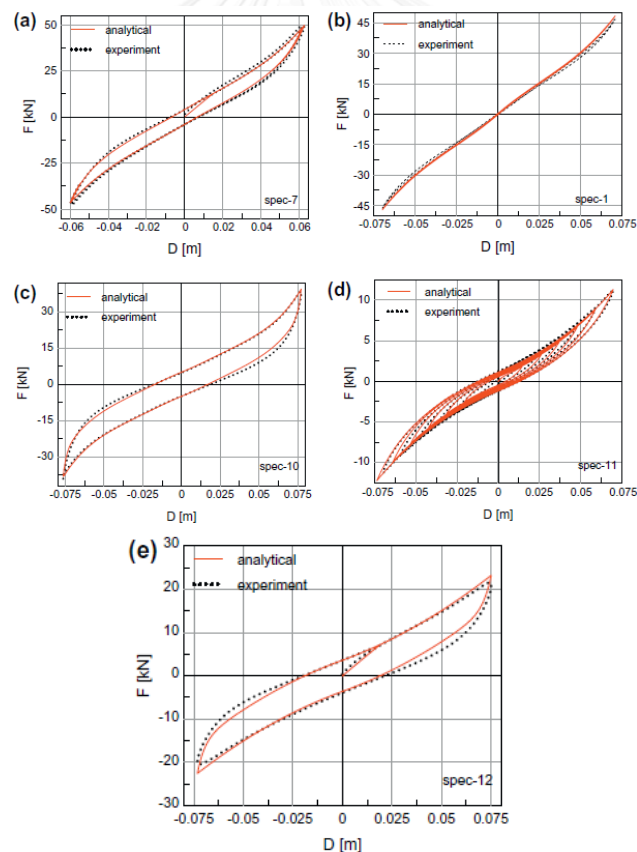 (a)
analytical
experiment
F [kN]
50
25
0
-25
-50
-0.06 -0.04 -0.02 0 0.02 0.04 0.06
D [m]
spec-7
(b)
analytical
experiment
F [kN]
45
30
15
0
-15
-30
-45
-0.075 -0.05 -0.025 0 0.025 0.05 0.075
D [m]
spec-1
(c)
analytical
experiment
F [kN]
30
15
0
-15
-30
-0.075 -0.05 -0.025 0 0.025 0.05 0.075
D [m]
spec-10
(d)
analytical
experiment
F [kN]
10
5
0
-5
-10
-0.075 -0.05 -0.025 0 0.025 0.05 0.075
D [m]
spec-11
(e)
analytical
experiment
F [kN]
30
20
10
0
-10
-20
-30
-0.075 -0.05 -0.025 0 0.025 0.05 0.075
D [m]
spec-12